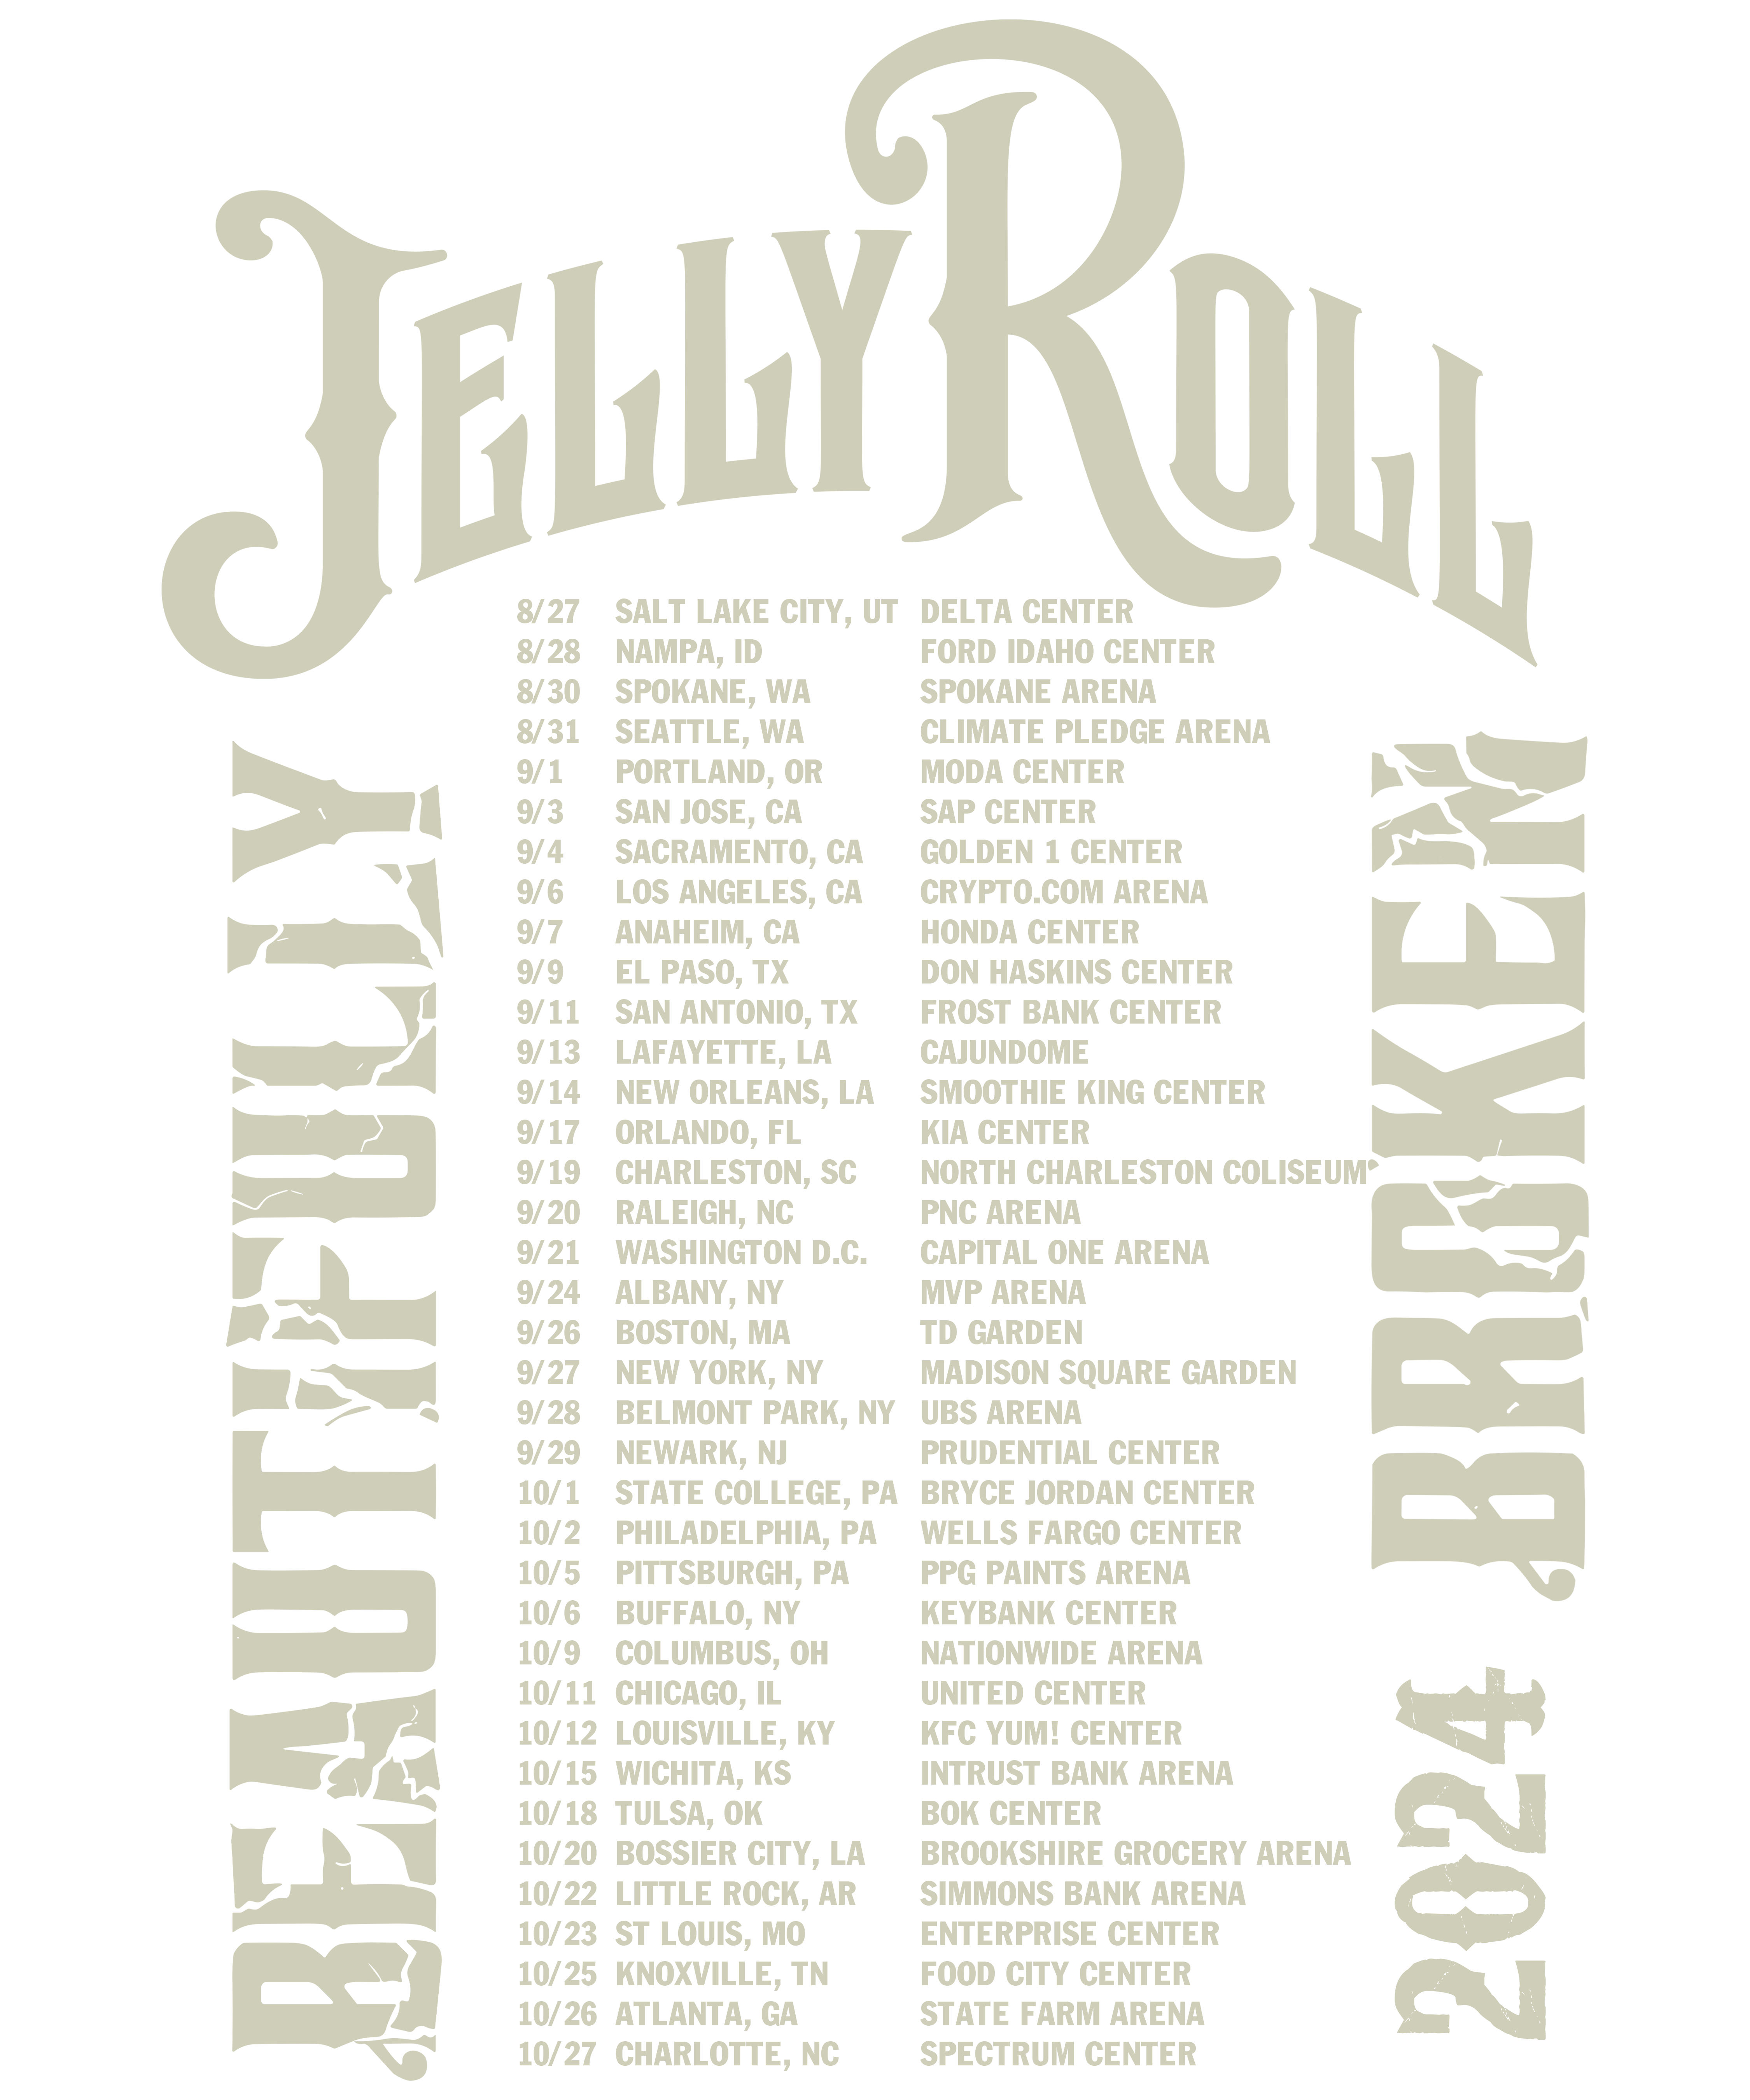 JELLY ROLL
8/27 SALT LAKE CITY, UT DELTA CENTER
8/28 NAMPA, ID FORD IDAHO CENTER
8/30 SPOKANE, WA SPOKANE ARENA
8/31 SEATTLE, WA CLIMATE PLEDGE ARENA
9/1 PORTLAND, OR MODA CENTER
9/3 SAN JOSE, CA SAP CENTER
9/4 SACRAMENTO, CA GOLDEN 1 CENTER
9/6 LOS ANGELES, CA CRYPTO.COM ARENA
9/7 ANAHEIM, CA HONDA CENTER
9/9 EL PASO, TX DON HASKINS CENTER
9/11 SAN ANTONIO, TX FROST BANK CENTER
9/13 LAFAYETTE, LA CAJUNDOME
9/14 NEW ORLEANS, LA SMOOTHIE KING CENTER
9/17 ORLANDO, FL KIA CENTER
9/19 CHARLESTON, SC NORTH CHARLESTON COLISEUM
9/20 RALEIGH, NC PNC ARENA
9/21 WASHINGTON D.C. CAPITAL ONE ARENA
9/24 ALBANY, NY MVP ARENA
9/26 BOSTON, MA TD GARDEN
9/27 NEW YORK, NY MADISON SQUARE GARDEN
9/28 BELMONT PARK, NY UBS ARENA
9/29 NEWARK, NJ PRUDENTIAL CENTER
10/1 STATE COLLEGE, PA BRYCE JORDAN CENTER
10/2 PHILADELPHIA, PA WELLS FARGO CENTER
10/5 PITTSBURGH, PA PPG PAINTS ARENA
10/6 BUFFALO, NY KEYBANK CENTER
10/9 COLUMBUS, OH NATIONWIDE ARENA
10/11 CHICAGO, IL UNITED CENTER
10/12 LOUISVILLE, KY KFC YUM! CENTER
10/15 WICHITA, KS INTRUST BANK ARENA
10/18 TULSA, OK BOK CENTER
10/20 BOSSIER CITY, LA BROOKSHIRE GROCERY ARENA
10/22 LITTLE ROCK, AR SIMMONS BANK ARENA
10/23 ST LOUIS, MO ENTERPRISE CENTER
10/25 KNOXVILLE, TN FOOD CITY CENTER
10/26 ATLANTA, GA STATE FARM ARENA
10/27 CHARLOTTE, NC SPECTRUM CENTER
BEAUTIFULLY
BROKEN
2024